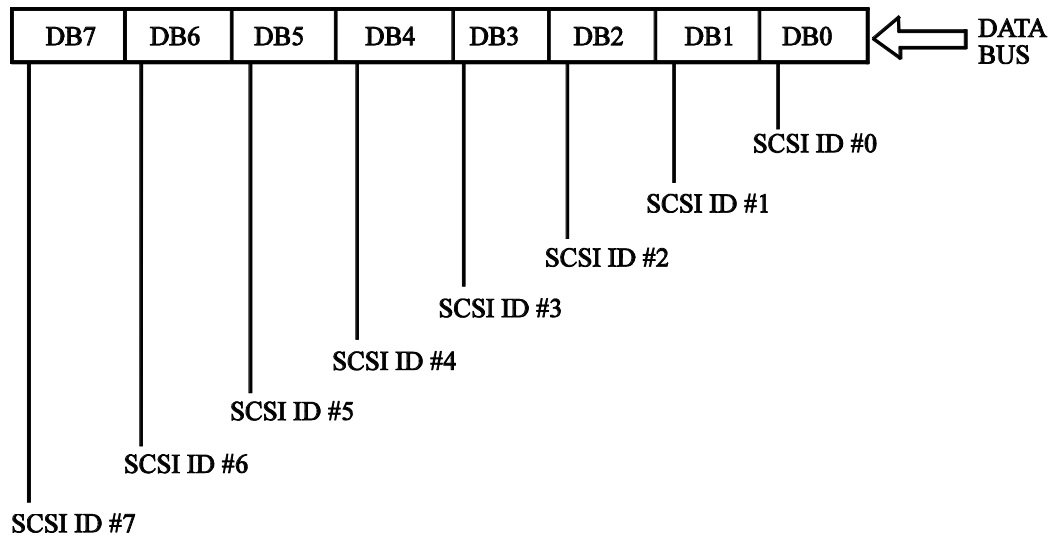 DB7 DB6 DB5 DB4 DB3 DB2 DB1 DB0
DATA
BUS
SCSI ID #0
SCSI ID #1
SCSI ID #2
SCSI ID #3
SCSI ID #4
SCSI ID #5
SCSI ID #6
SCSI ID #7